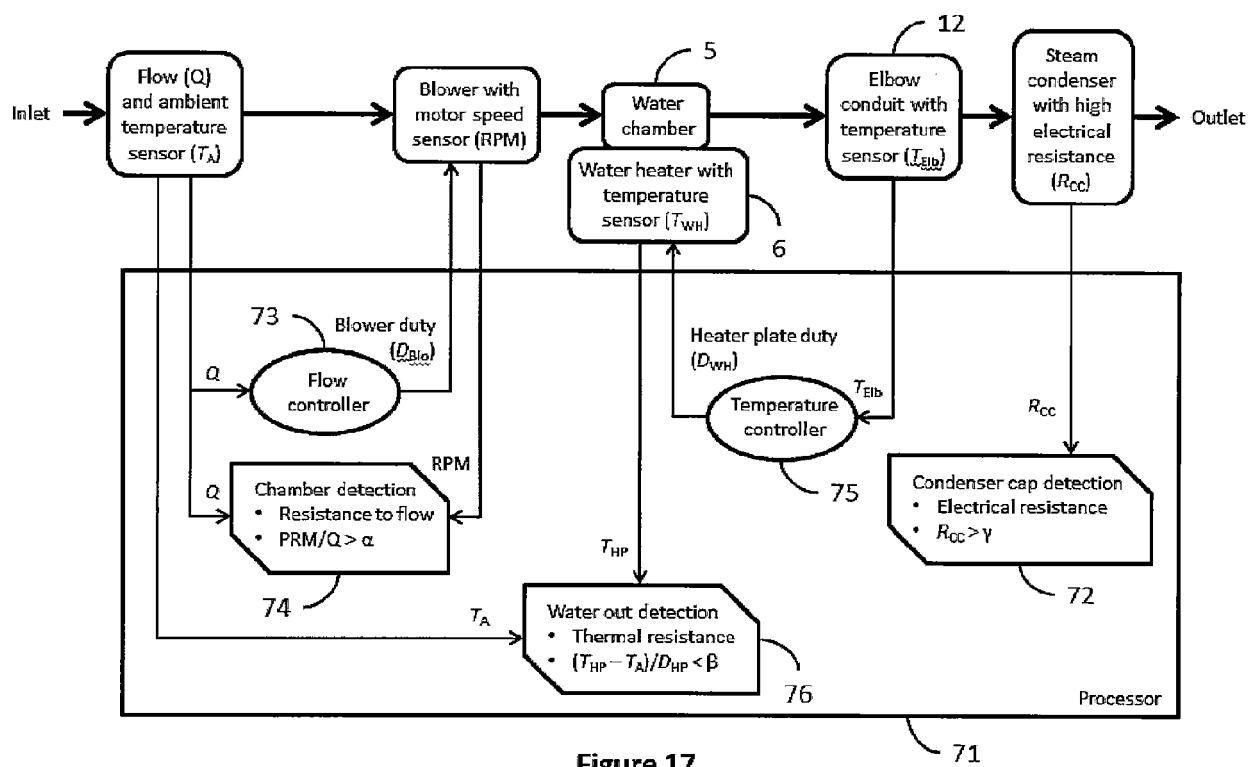 12
5
Inlet
Flow (Q)
and ambient
temperature
sensor (TA)
Blower with
motor speed
sensor (RPM)
Water
chamber
Water heater with
temperature
sensor (TWH)
6
Elbow
conduit with
temperature
sensor (TElb)
Steam
condenser
with high
electrical
resistance
(RCC)
Outlet
73
Blower duty
(DBlo)
Q
Flow
controller
Heater plate duty
(DWH)
TElb
Temperature
controller
75
RCC
RPM
Q
Chamber detection
• Resistance to flow
• PRM/Q > α
74
Condenser cap detection
• Electrical resistance
• RCC > γ
72
THP
TA
Water out detection
• Thermal resistance
• (THP – TA)/DHP < β
76
Processor
71
Figure 17